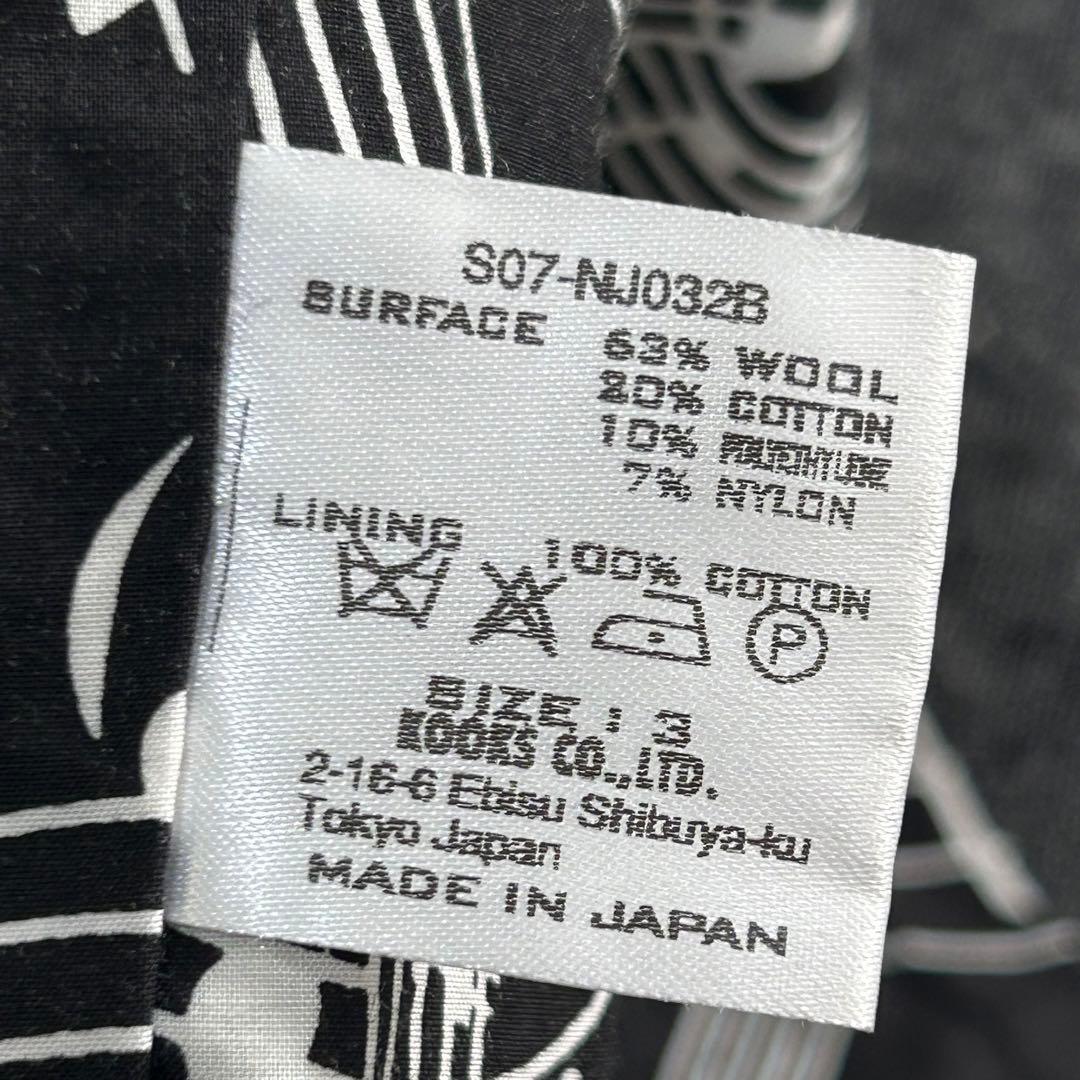 S07-NJ032B
SURFACE 63% WOOL
20% COTTON
10%
7% NYLON
LINING 100% COTTON
P
SIZE : 3
CO.,Ltd.
2-16-6 Ebisu Shibuya-ku
Tokyo Japan
MADE IN JAPAN